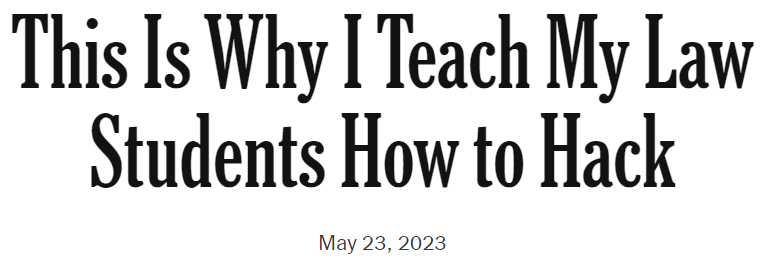 This Is Why I Teach My Law
Students How to Hack
May 23, 2023